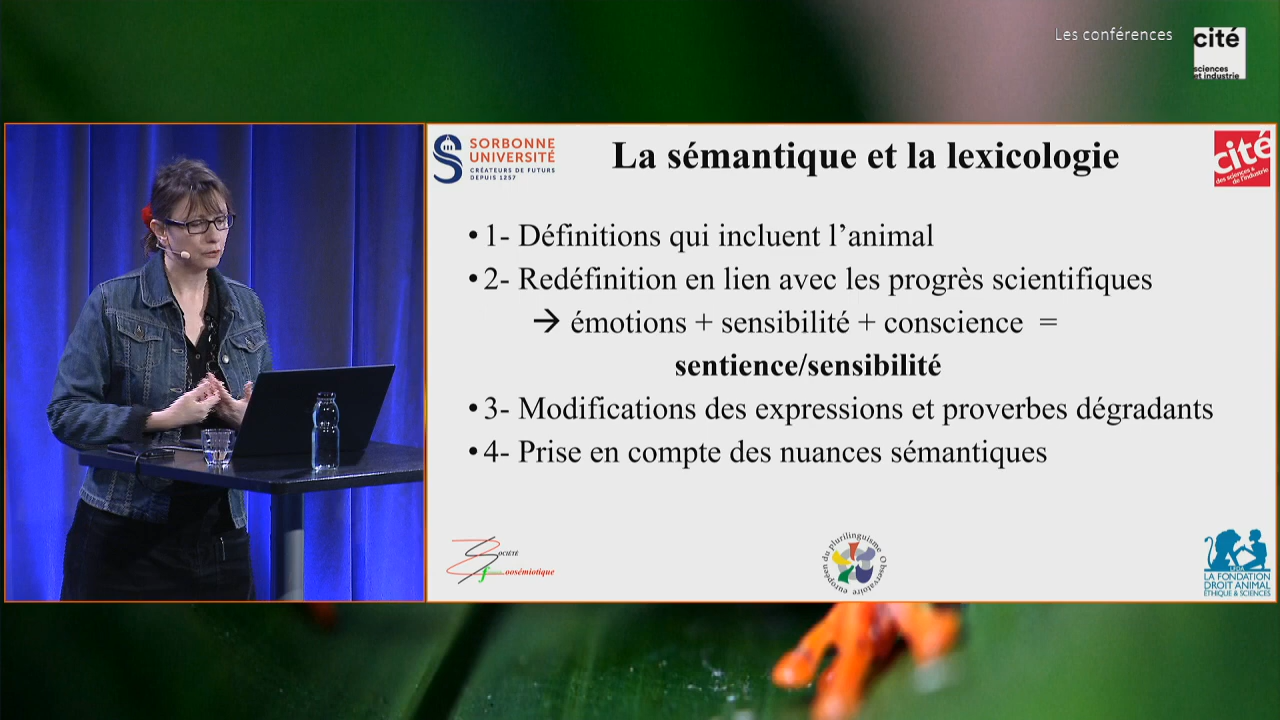 Les conférences
cité
sciences
et industrie
SORBONNE
UNIVERSITÉ
CRÉATEURS DE FUTURS
DEPUIS 1257
La sémantique et la lexicologie
cité
des sciences &
de l'industrie
• 1- Définitions qui incluent l’animal
• 2- Redéfinition en lien avec les progrès scientifiques
→ émotions + sensibilité + conscience =
sentience/sensibilité
• 3- Modifications des expressions et proverbes dégradants
• 4- Prise en compte des nuances sémantiques
Société
française
Zoosémiotique
Observatoire européen du plurilinguisme
LFDA
LA FONDATION
DROIT ANIMAL
ÉTHIQUE & SCIENCES